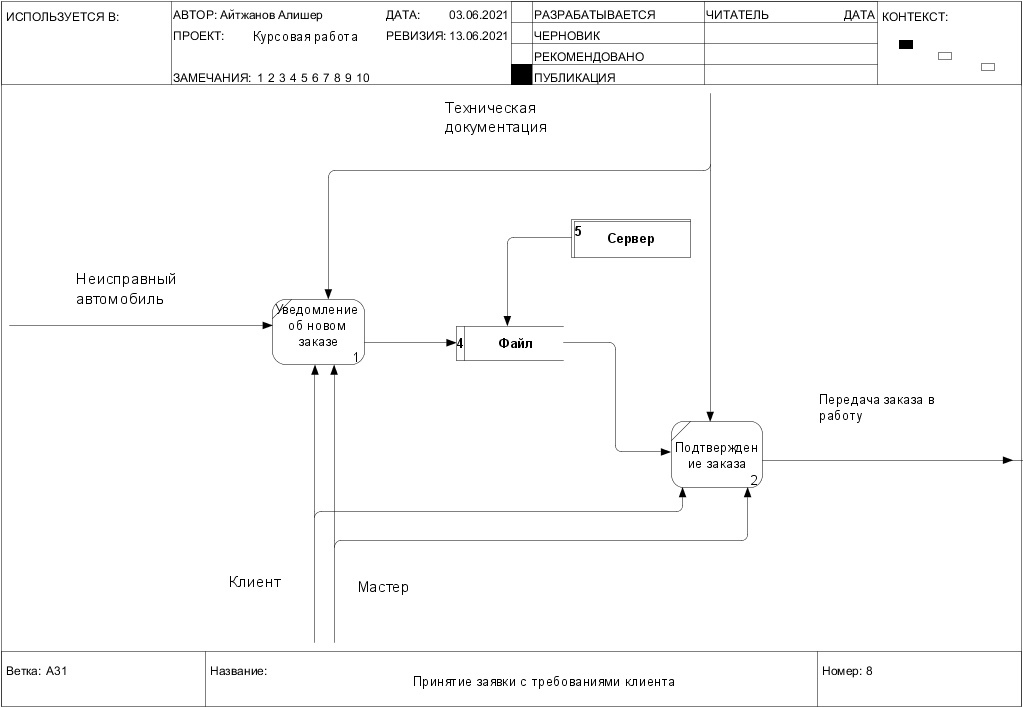 ИСПОЛЬЗУЕТСЯ В:
АВТОР: Айтжанов Алишер
ДАТА: 03.06.2021
ПРОЕКТ: Курсовая работа
РЕВИЗИЯ: 13.06.2021
ЗАМЕЧАНИЯ: 1 2 3 4 5 6 7 8 9 10
РАЗРАБАТЫВАЕТСЯ
ЧЕРНОВИК
РЕКОМЕНДОВАНО
ПУБЛИКАЦИЯ
ЧИТАТЕЛЬ ДАТА
КОНТЕКСТ:
Техническая
документация
5
Сервер
Неисправный
автомобиль
Уведомление
об новом
заказе
1
4
Файл
Передача заказа в
работу
Подтвержден
ие заказа
2
Клиент
Мастер
Ветка: A31
Название:
Принятие заявки с требованиями клиента
Номер: 8